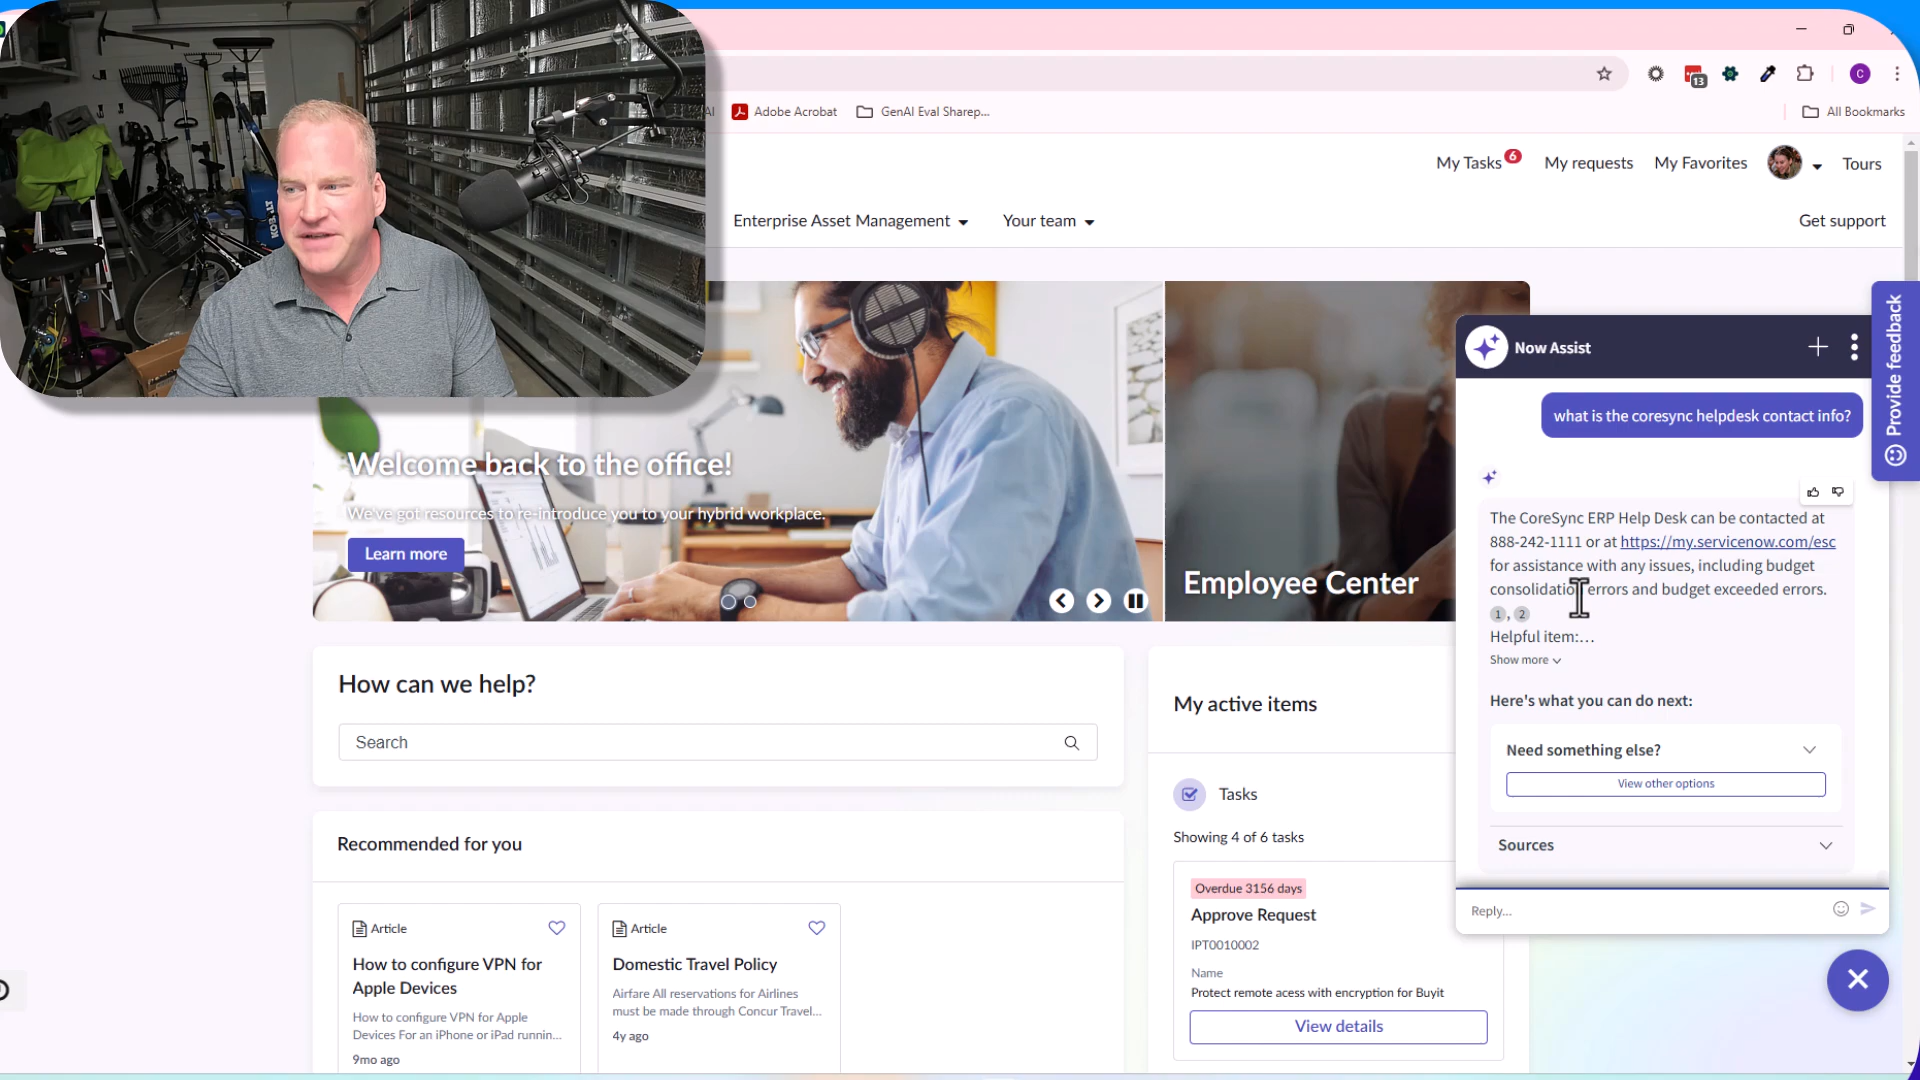 13
C
AI
Adobe Acrobat
GenAI Eval Sharep...
All Bookmarks
My Tasks 6
My requests
My Favorites
Tours
Enterprise Asset Management
Your team
Get support
KOBALT
Welcome back to the office!
We've got resources to re-introduce you to your hybrid workplace.
Learn more
Employee Center
Provide feedback
Now Assist
what is the coresync helpdesk contact info?
The CoreSync ERP Help Desk can be contacted at
888-242-1111 or at https://my.servicenow.com/esc
for assistance with any issues, including budget
consolidation errors and budget exceeded errors.
1, 2
Helpful item:...
Show more
Here's what you can do next:
Need something else?
View other options
Sources
Reply...
How can we help?
Search
Recommended for you
Article
How to configure VPN for
Apple Devices
How to configure VPN for Apple
Devices For an iPhone or iPad runnin...
9mo ago
Article
Domestic Travel Policy
Airfare All reservations for Airlines
must be made through Concur Travel...
4y ago
My active items
Tasks
Showing 4 of 6 tasks
Overdue 3156 days
Approve Request
IPT0010002
Name
Protect remote acess with encryption for Buyit
View details